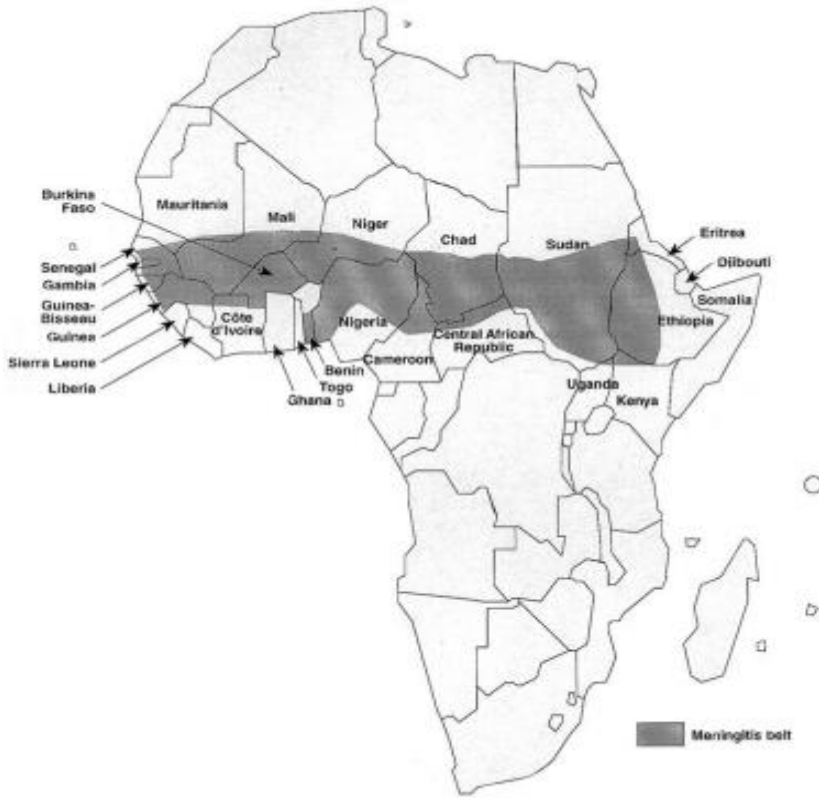 Burkina
Faso
Mauritania
Mali
Niger
Chad
Sudan
Eritrea
Djibouti
Somalia
Ethiopia
Senegal
Gambia
Guinea-
Bisseau
Guinea
Sierra Leone
Liberia
Côte
d'Ivoire
Ghana
Togo
Benin
Nigeria
Cameroon
Central African
Republic
Uganda
Kenya
Meningitis belt